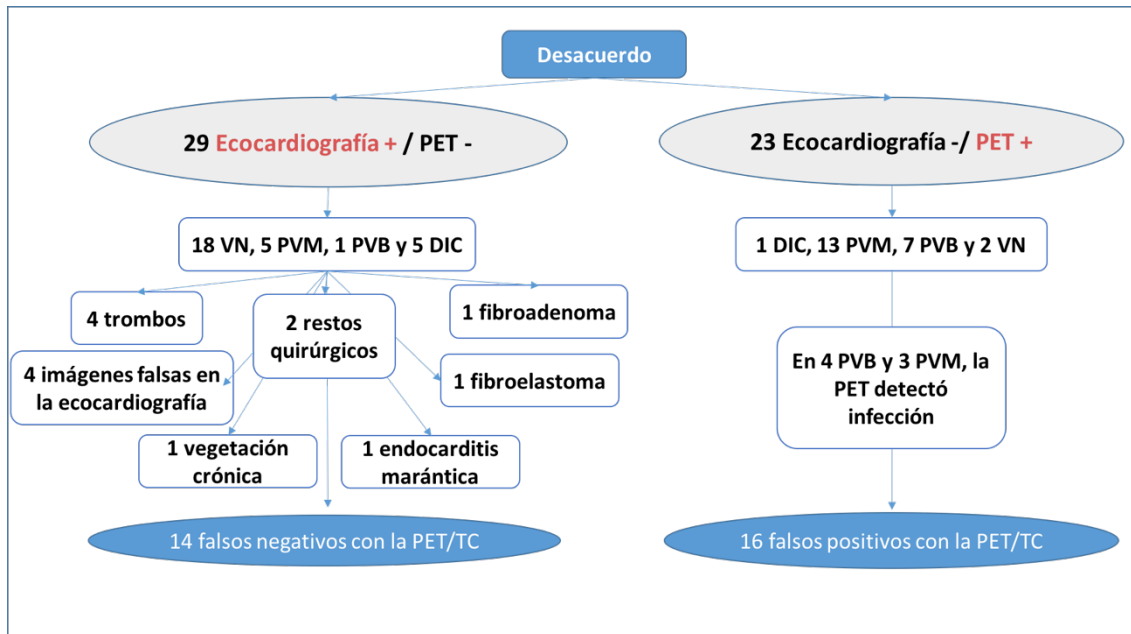 Desacuerdo
29 Ecocardiografía + / PET -
23 Ecocardiografía -/ PET +
18 VN, 5 PVM, 1 PVB y 5 DIC
1 DIC, 13 PVM, 7 PVB y 2 VN
4 trombos
2 restos
quirúrgicos
1 fibroadenoma
4 imágenes falsas en
la ecocardiografía
1 fibroelastoma
1 vegetación
crónica
1 endocarditis
marántica
En 4 PVB y 3 PVM, la
PET detectó
infección
14 falsos negativos con la PET/TC
16 falsos positivos con la PET/TC